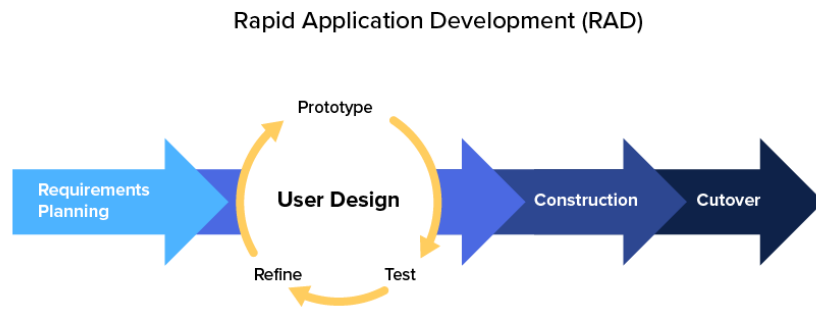 Rapid Application Development (RAD)
Prototype
Requirements
Planning
User Design
Construction
Cutover
Refine
Test